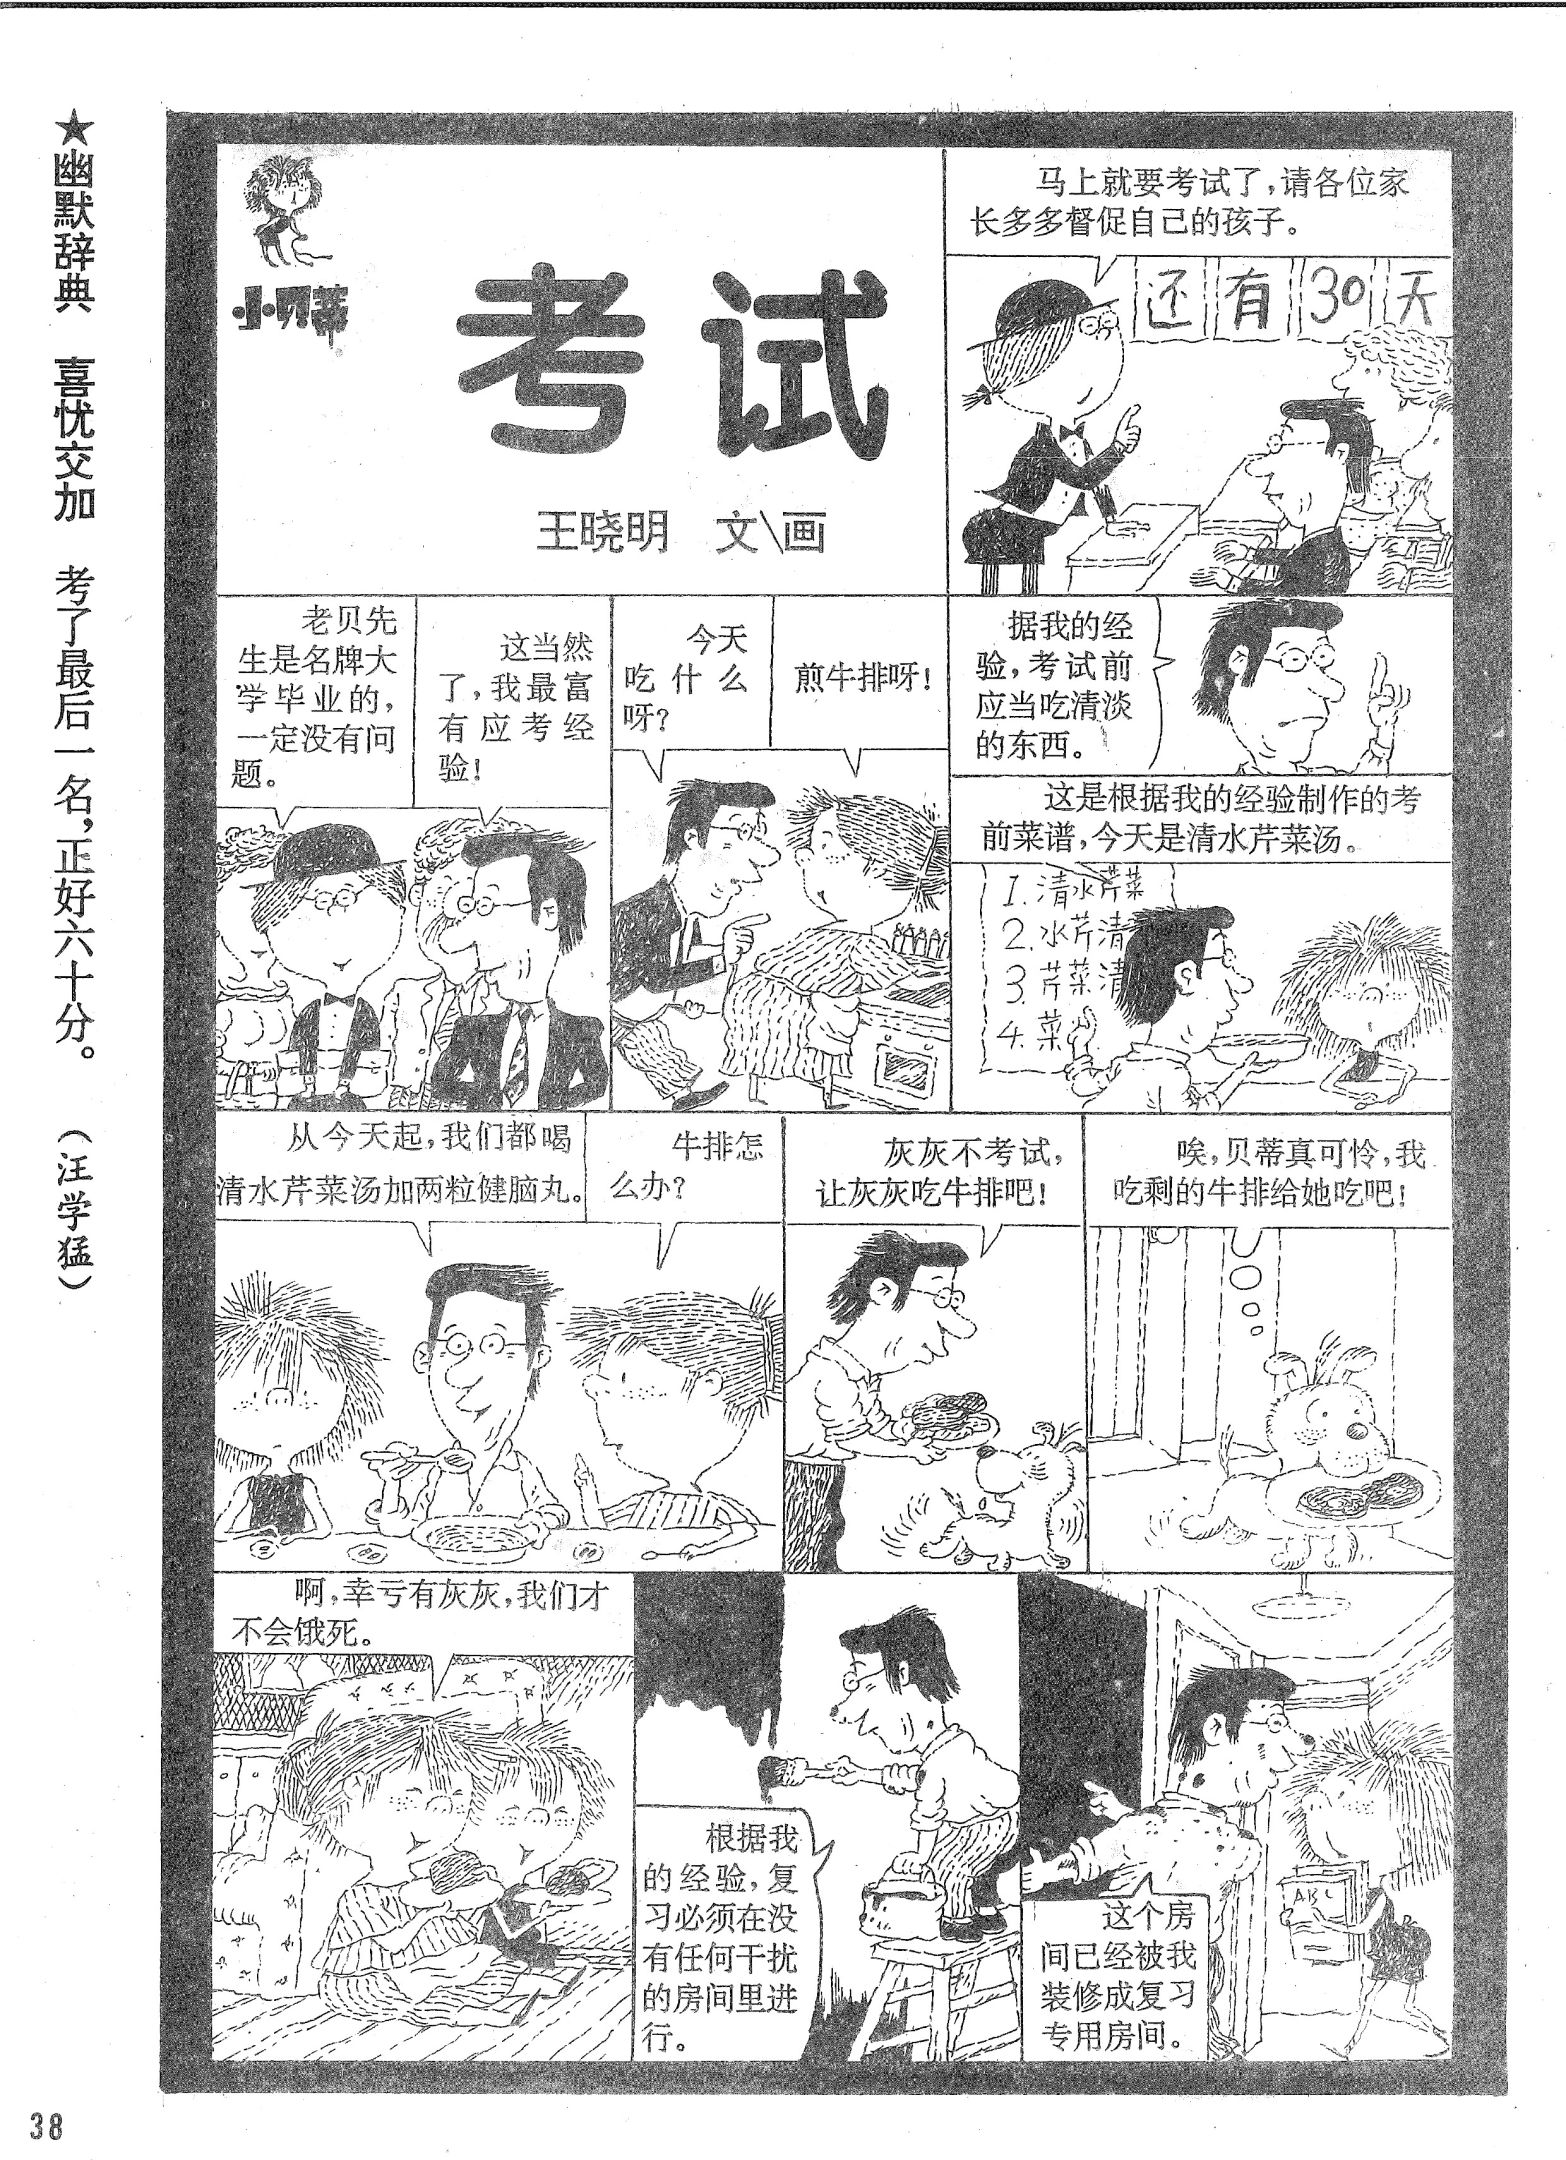 ★幽默辞典　喜忧交加　考了最后一名，正好六十分。　（汪学猛）
小贝蒂
考试
王晓明　文\画
马上就要考试了，请各位家
长多多督促自己的孩子。
还有30天
老贝先
生是名牌大
学毕业的，
一定没有问
题。
这当然
了，我最富
有应考经
验！
今天
吃什么
呀？
煎牛排呀！
据我的经
验，考试前
应当吃清淡
的东西。
这是根据我的经验制作的考
前菜谱，今天是清水芹菜汤。
1.清水芹菜
2.水芹清
3.芹菜清
4.菜
从今天起，我们都喝
清水芹菜汤加两粒健脑丸。
牛排怎
么办？
灰灰不考试，
让灰灰吃牛排吧！
唉，贝蒂真可怜，我
吃剩的牛排给她吃吧！
啊，幸亏有灰灰，我们才
不会饿死。
根据我
的经验，复
习必须在没
有任何干扰
的房间里进
行。
这个房
间已经被我
装修成复习
专用房间。
ABC
38